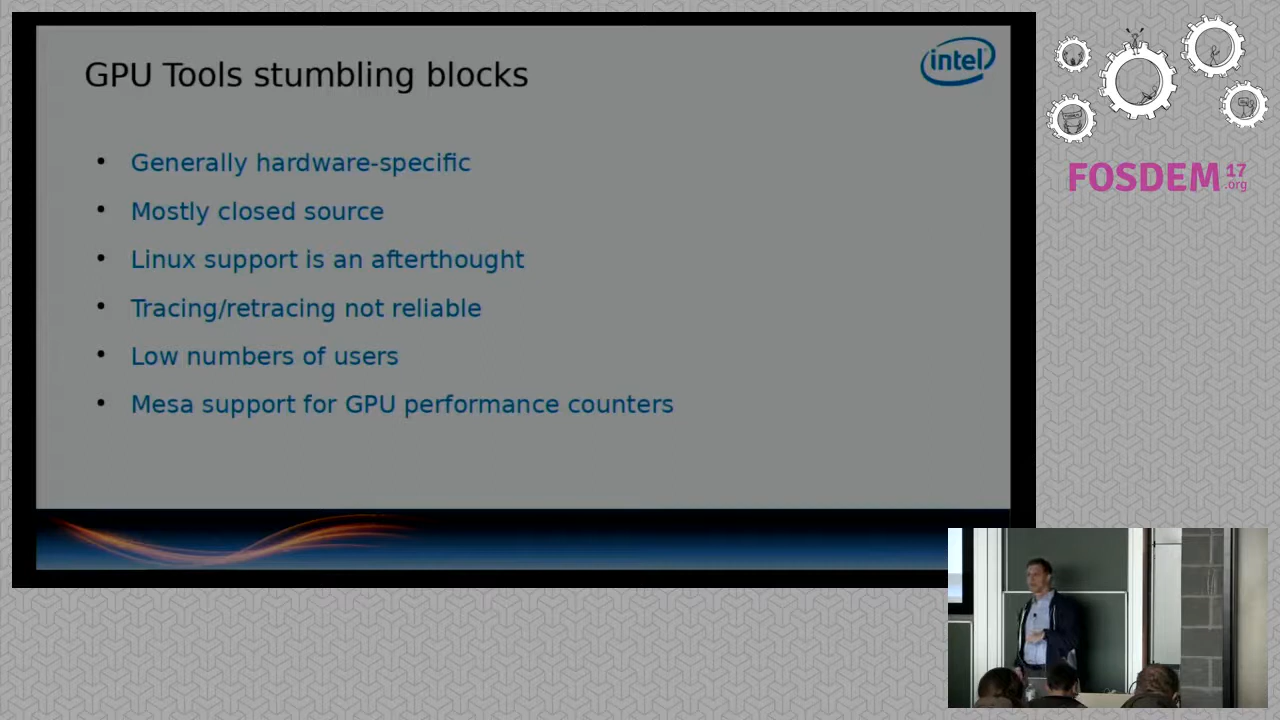 GPU Tools stumbling blocks
intel
• Generally hardware-specific
• Mostly closed source
• Linux support is an afterthought
• Tracing/retracing not reliable
• Low numbers of users
• Mesa support for GPU performance counters
FOSDEM 17
.org